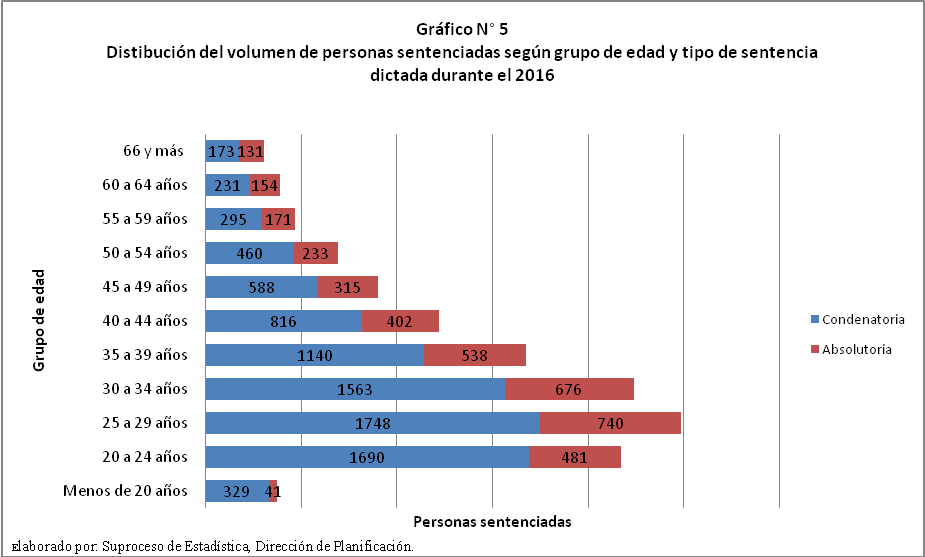 Gráfico N° 5
Distibución del volumen de personas sentenciadas según grupo de edad y tipo de sentencia
dictada durante el 2016
66 y más 173 131
60 a 64 años 231 154
55 a 59 años 295 171
50 a 54 años 460 233
45 a 49 años 588 315
40 a 44 años 816 402
35 a 39 años 1140 538
30 a 34 años 1563 676
25 a 29 años 1748 740
20 a 24 años 1690 481
Menos de 20 años 329 41
Grupo de edad
Condenatoria
Absolutoria
Personas sentenciadas
Elaborado por: Suproceso de Estadística, Dirección de Planificación.